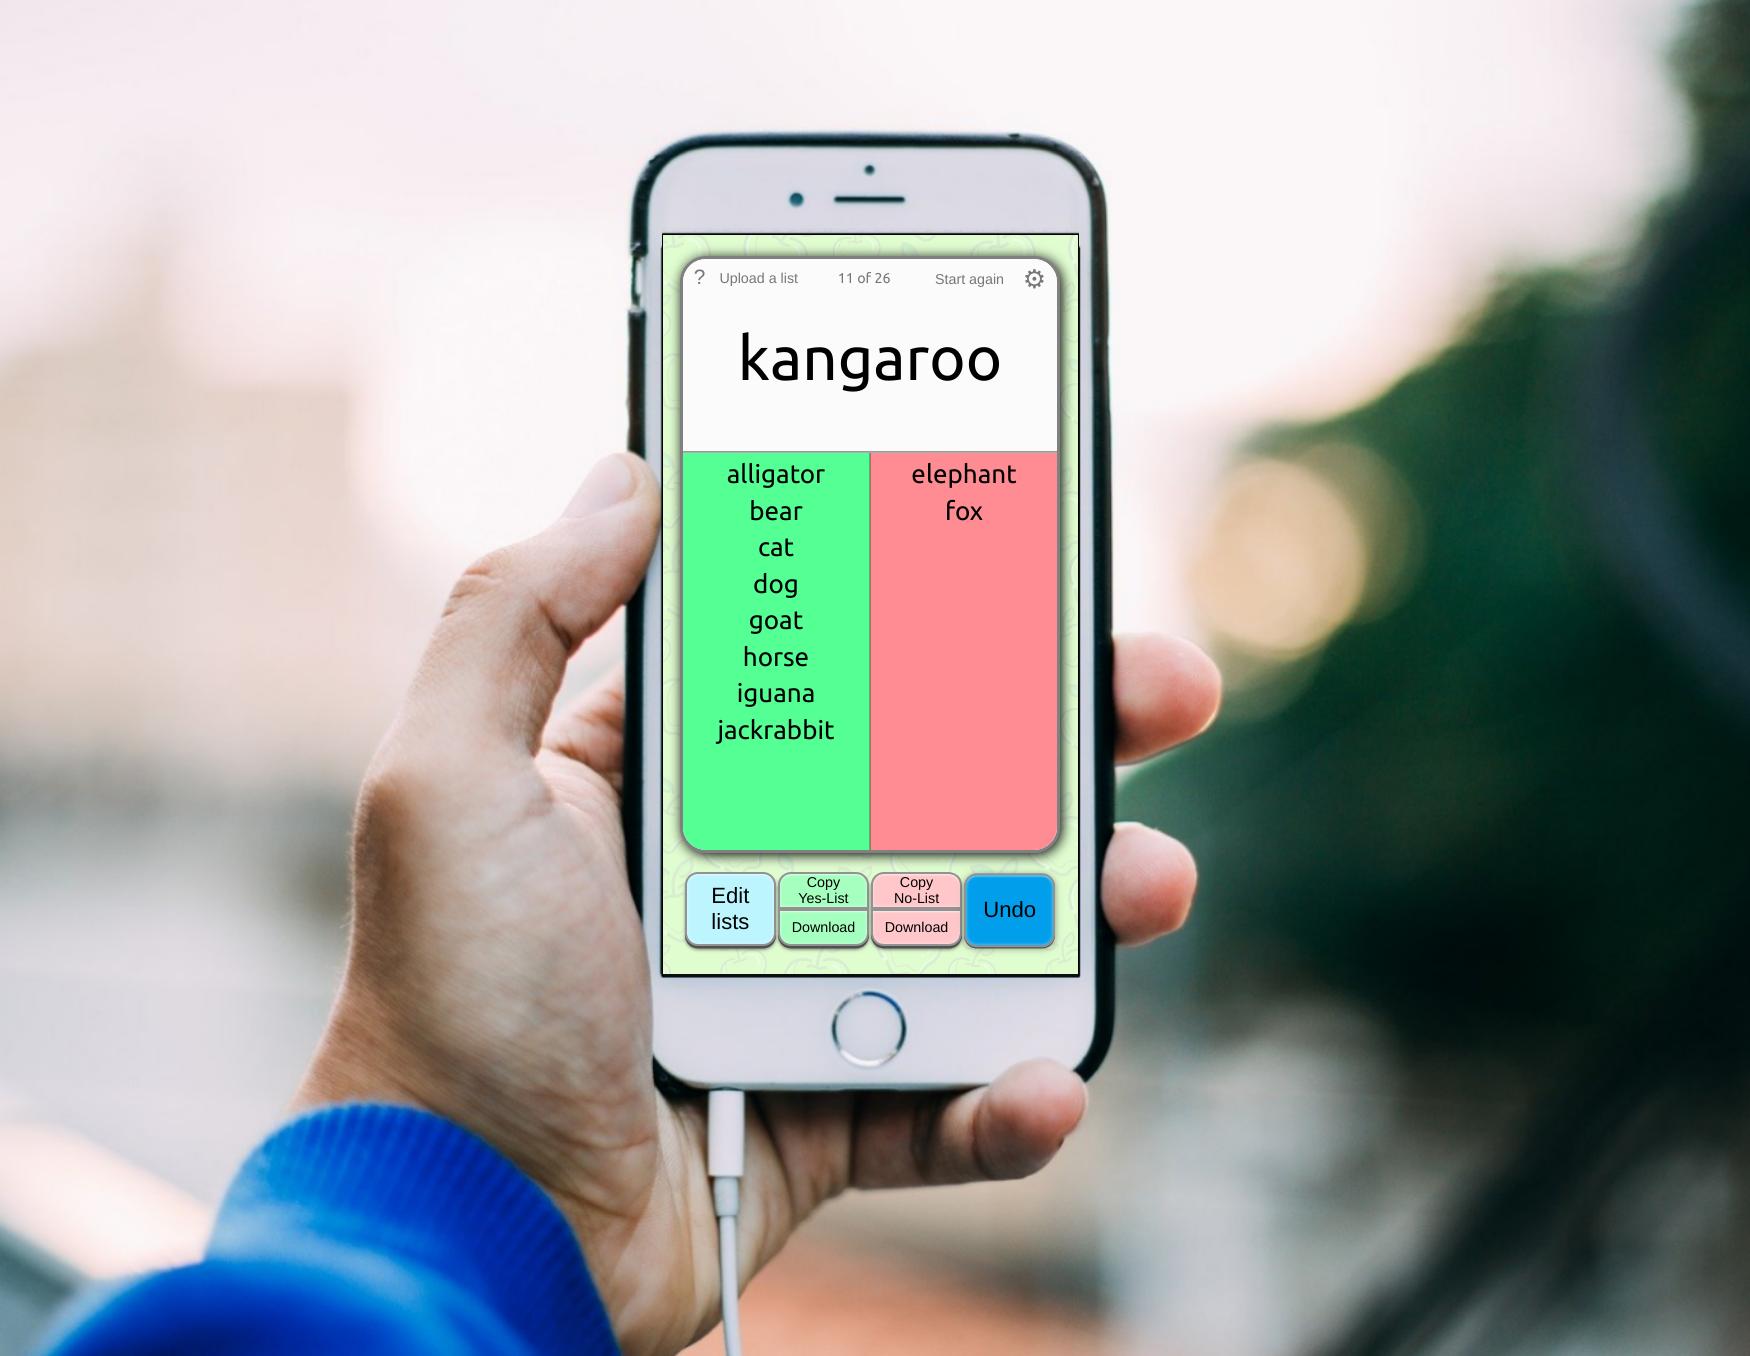 ? Upload a list 11 of 26 Start again
kangaroo
alligator
bear
cat
dog
goat
horse
iguana
jackrabbit
elephant
fox
Edit
lists
Copy
Yes-List
Download
Copy
No-List
Download
Undo